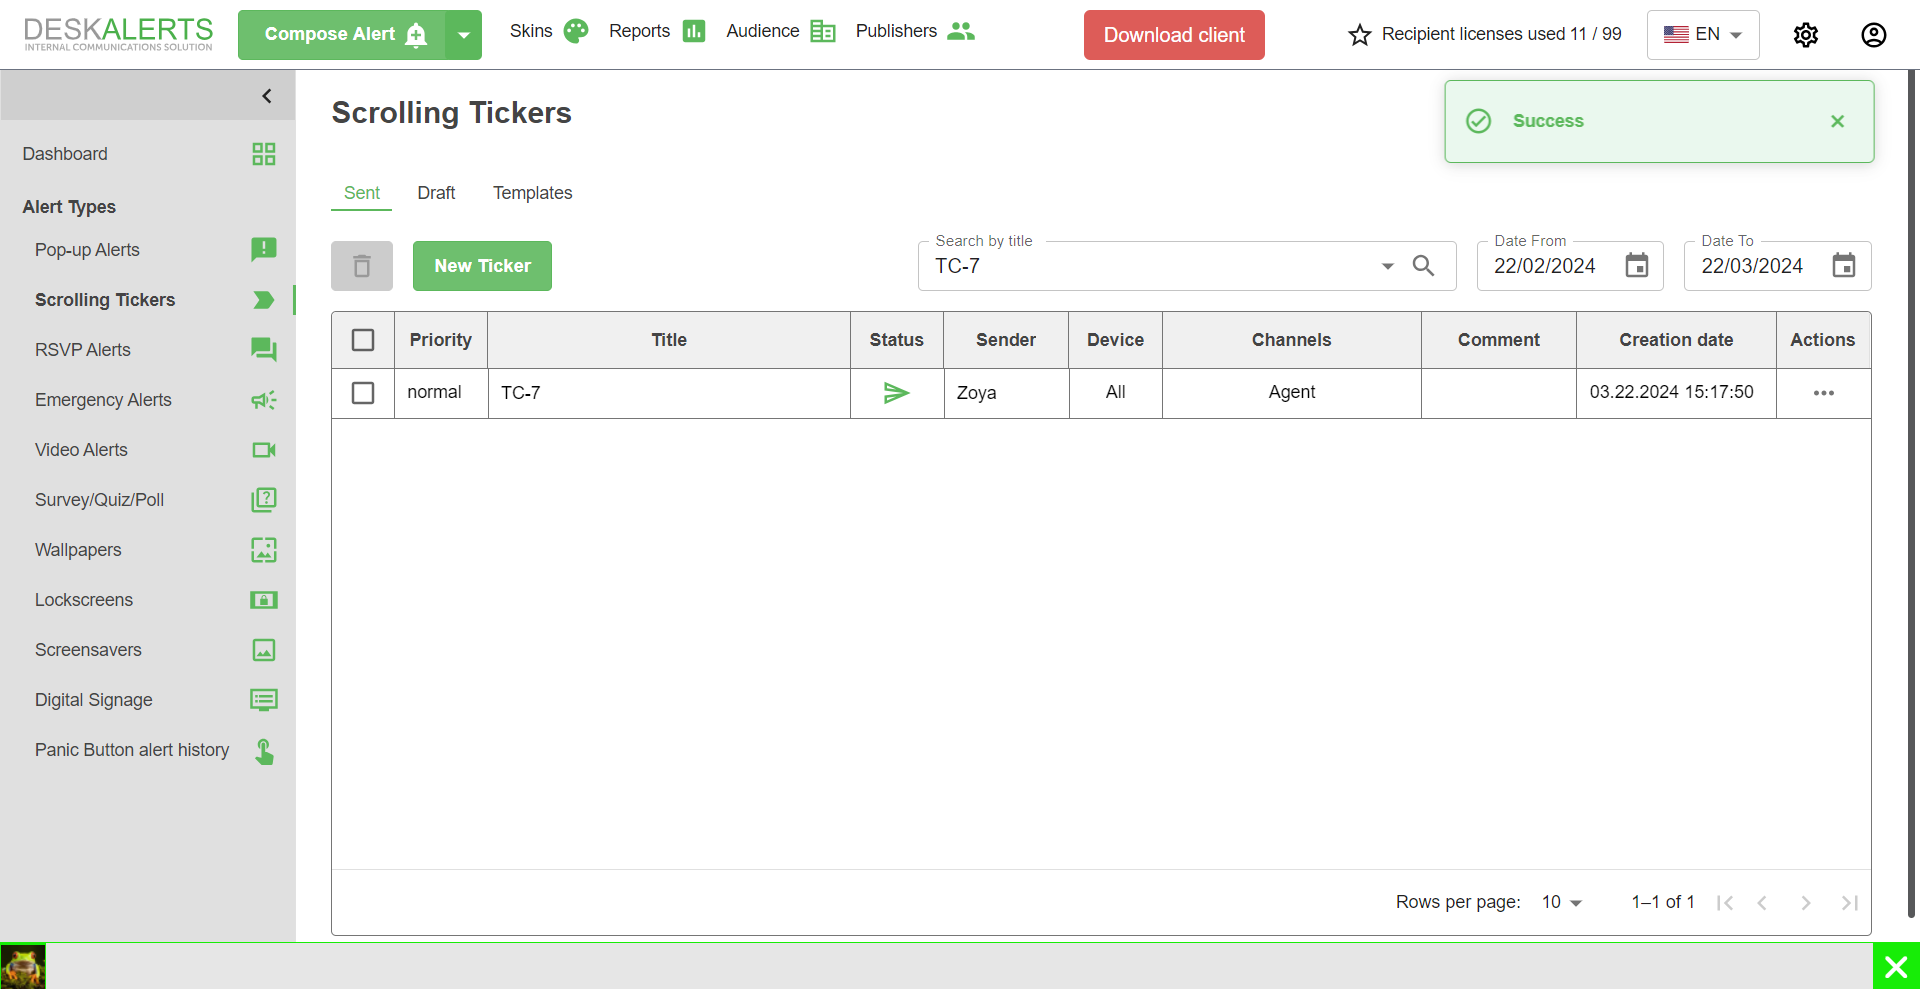 DESKALERTS
INTERNAL COMMUNICATIONS SOLUTION
Compose Alert
Skins
Reports
Audience
Publishers
Download client
Recipient licenses used 11 / 99
EN
Success
Dashboard
Alert Types
Pop-up Alerts
Scrolling Tickers
RSVP Alerts
Emergency Alerts
Video Alerts
Survey/Quiz/Poll
Wallpapers
Lockscreens
Screensavers
Digital Signage
Panic Button alert history
Scrolling Tickers
Sent Draft Templates
New Ticker
Search by title
TC-7
Date From
22/02/2024
Date To
22/03/2024
Priority Title Status Sender Device Channels Comment Creation date Actions
normal TC-7 Zoya All Agent 03.22.2024 15:17:50
Rows per page: 10 1–1 of 1